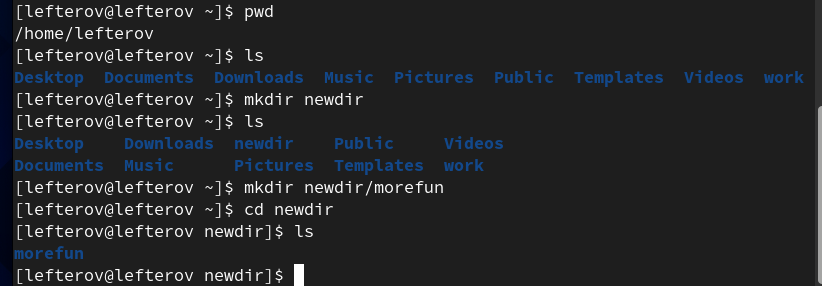 [lefterov@lefterov ~]$ pwd
/home/lefterov
[lefterov@lefterov ~]$ ls
Desktop  Documents  Downloads  Music  Pictures  Public  Templates  Videos  work
[lefterov@lefterov ~]$ mkdir newdir
[lefterov@lefterov ~]$ ls
Desktop    Downloads  newdir    Public     Videos
Documents  Music      Pictures  Templates  work
[lefterov@lefterov ~]$ mkdir newdir/morefun
[lefterov@lefterov ~]$ cd newdir
[lefterov@lefterov newdir]$ ls
morefun
[lefterov@lefterov newdir]$